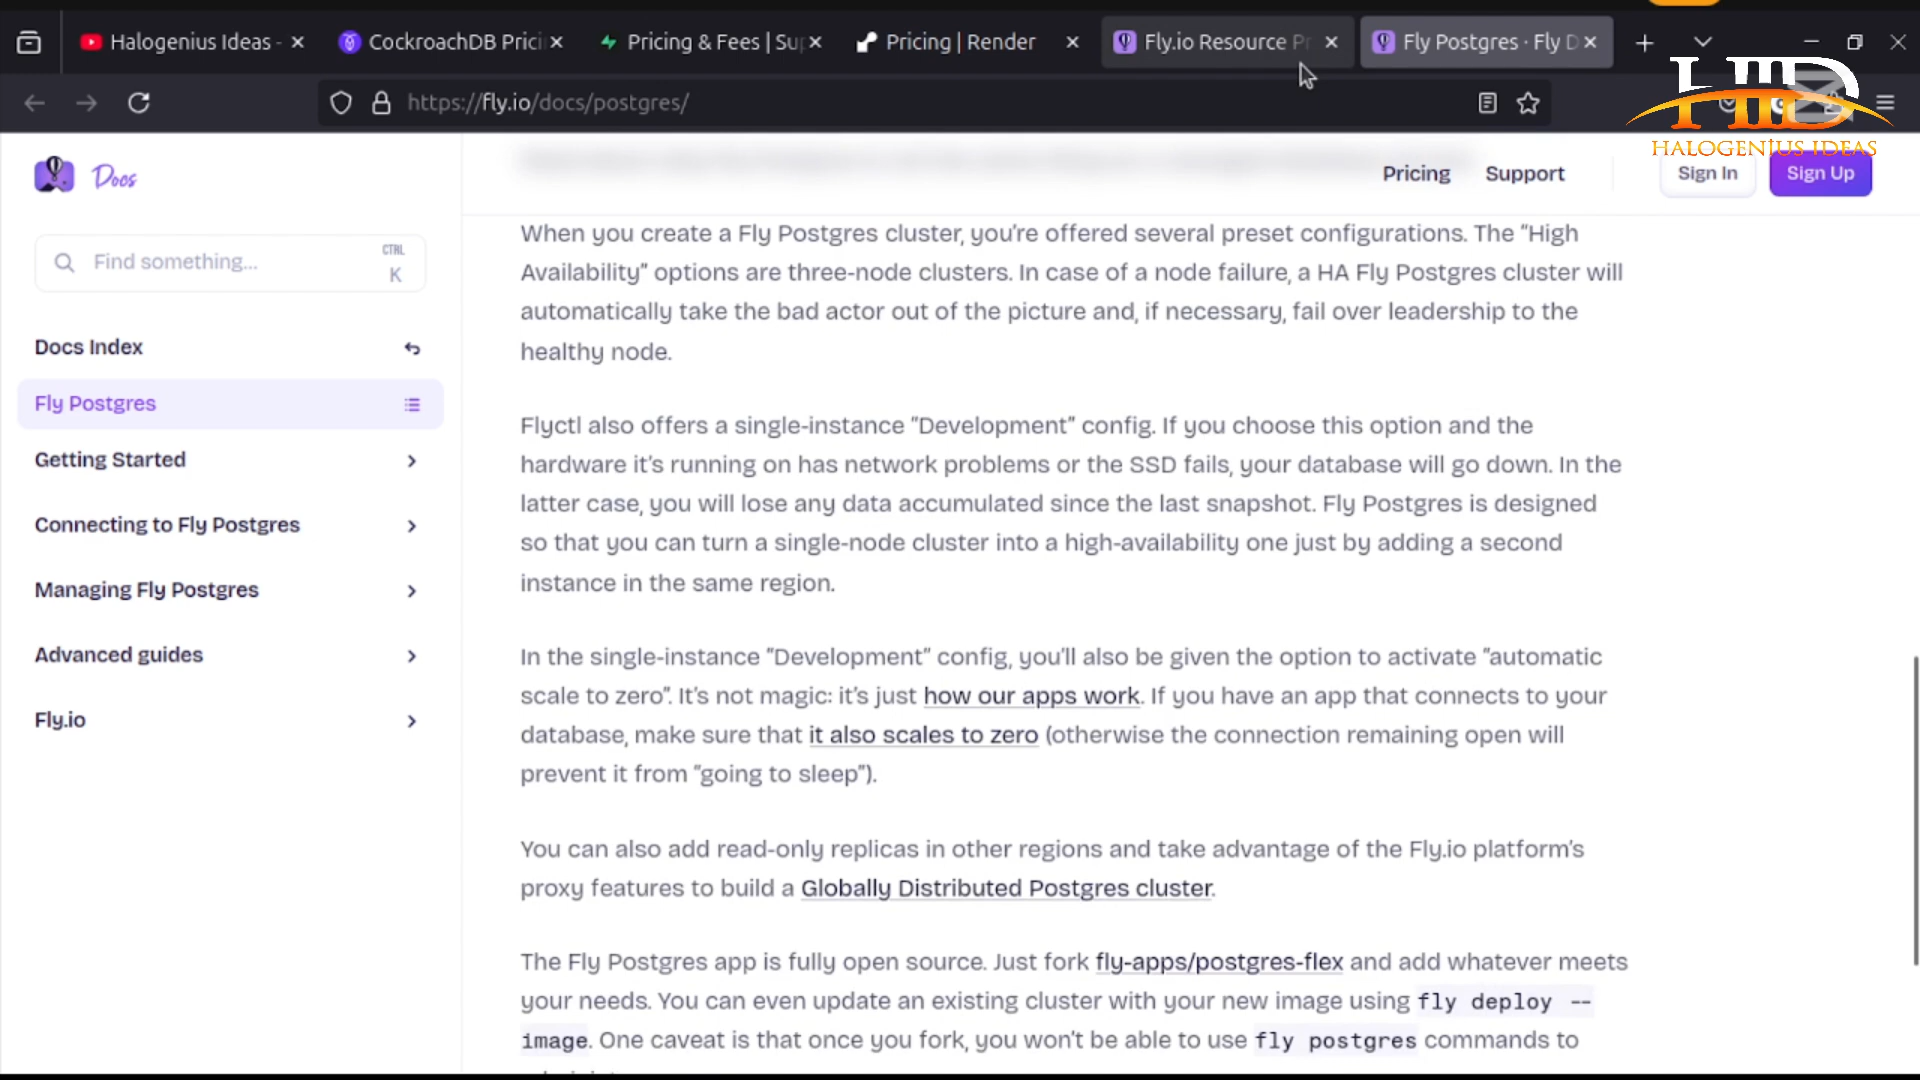 Halogenius Ideas -
CockroachDB Prici
Pricing & Fees | Su
Pricing | Render
Fly.io Resource Pr
Fly Postgres · Fly D
https://fly.io/docs/postgres/
HALOGENIUS IDEAS
Docs
Pricing
Support
Sign In
Sign Up
Find something...
CTRL
K
Docs Index
Fly Postgres
Getting Started
Connecting to Fly Postgres
Managing Fly Postgres
Advanced guides
Fly.io
When you create a Fly Postgres cluster, you're offered several preset configurations. The “High
Availability” options are three-node clusters. In case of a node failure, a HA Fly Postgres cluster will
automatically take the bad actor out of the picture and, if necessary, fail over leadership to the
healthy node.
Flyctl also offers a single-instance “Development” config. If you choose this option and the
hardware it's running on has network problems or the SSD fails, your database will go down. In the
latter case, you will lose any data accumulated since the last snapshot. Fly Postgres is designed
so that you can turn a single-node cluster into a high-availability one just by adding a second
instance in the same region.
In the single-instance “Development” config, you'll also be given the option to activate “automatic
scale to zero”. It's not magic: it's just how our apps work. If you have an app that connects to your
database, make sure that it also scales to zero (otherwise the connection remaining open will
prevent it from “going to sleep”).
You can also add read-only replicas in other regions and take advantage of the Fly.io platform's
proxy features to build a Globally Distributed Postgres cluster.
The Fly Postgres app is fully open source. Just fork fly-apps/postgres-flex and add whatever meets
your needs. You can even update an existing cluster with your new image using fly deploy --
image. One caveat is that once you fork, you won't be able to use fly postgres commands to